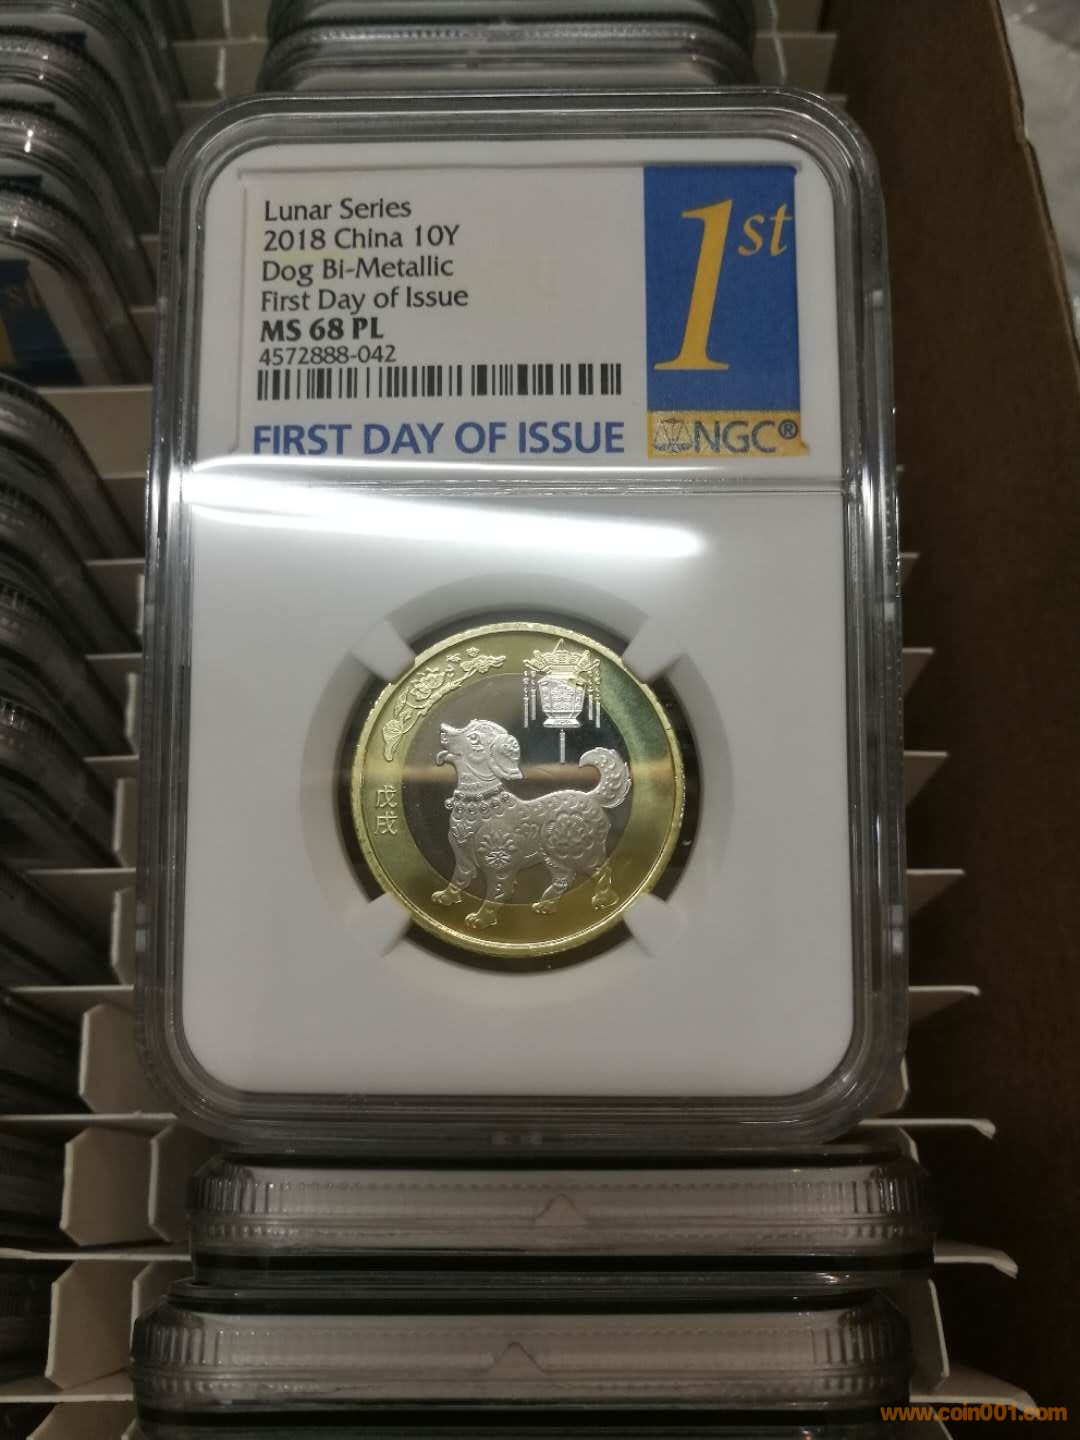 Lunar Series
2018 China 10Y
Dog Bi-Metallic
First Day of Issue
MS 68 PL
4572888-042
FIRST DAY OF ISSUE
1st
NGC®
戊
戌
st
www.coin001.com